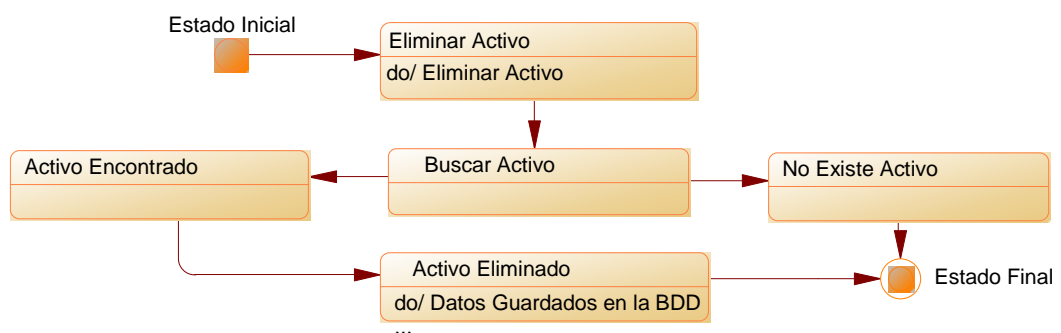 Estado Inicial
Eliminar Activo
do/ Eliminar Activo
Activo Encontrado
Buscar Activo
No Existe Activo
Activo Eliminado
do/ Datos Guardados en la BDD
...
Estado Final